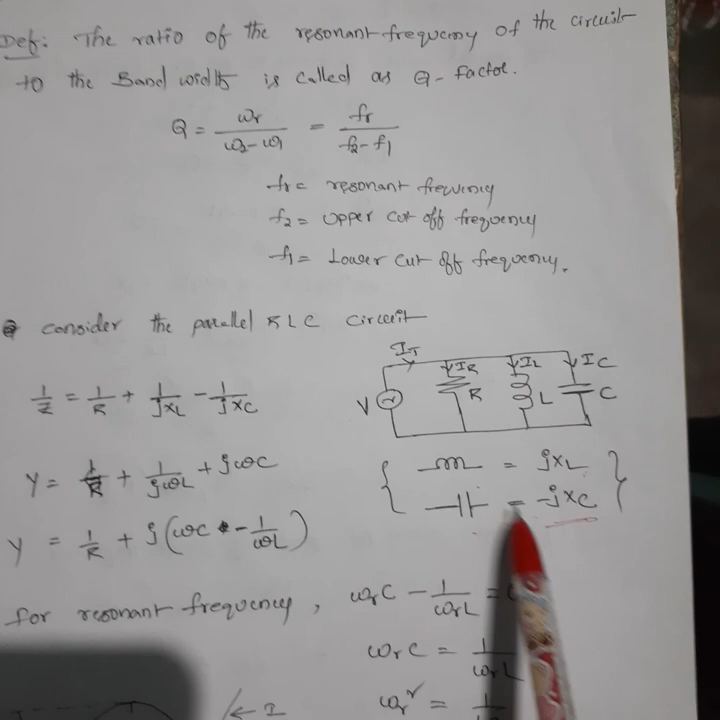 Def: The ratio of the resonant frequency of the circuit
to the Band width is called as Q-factor.
Q = ωr/(ω2-ω1) = fr/(f2-f1)
fr = resonant frequency
f2 = Upper cut off frequency
f1 = Lower cut off frequency.
consider the parallel RLC circuit
IT
IR IL IC
V R L C
1/Z = 1/R + 1/jXL - 1/jXC
= jXL
Y = 1/R + 1/jωL + jωC
= -jXC
Y = 1/R + j(ωC - 1/ωL)
for resonant frequency, ωrC - 1/ωrL =
ωrC = 1/ωrL
ωr² = 1
← I